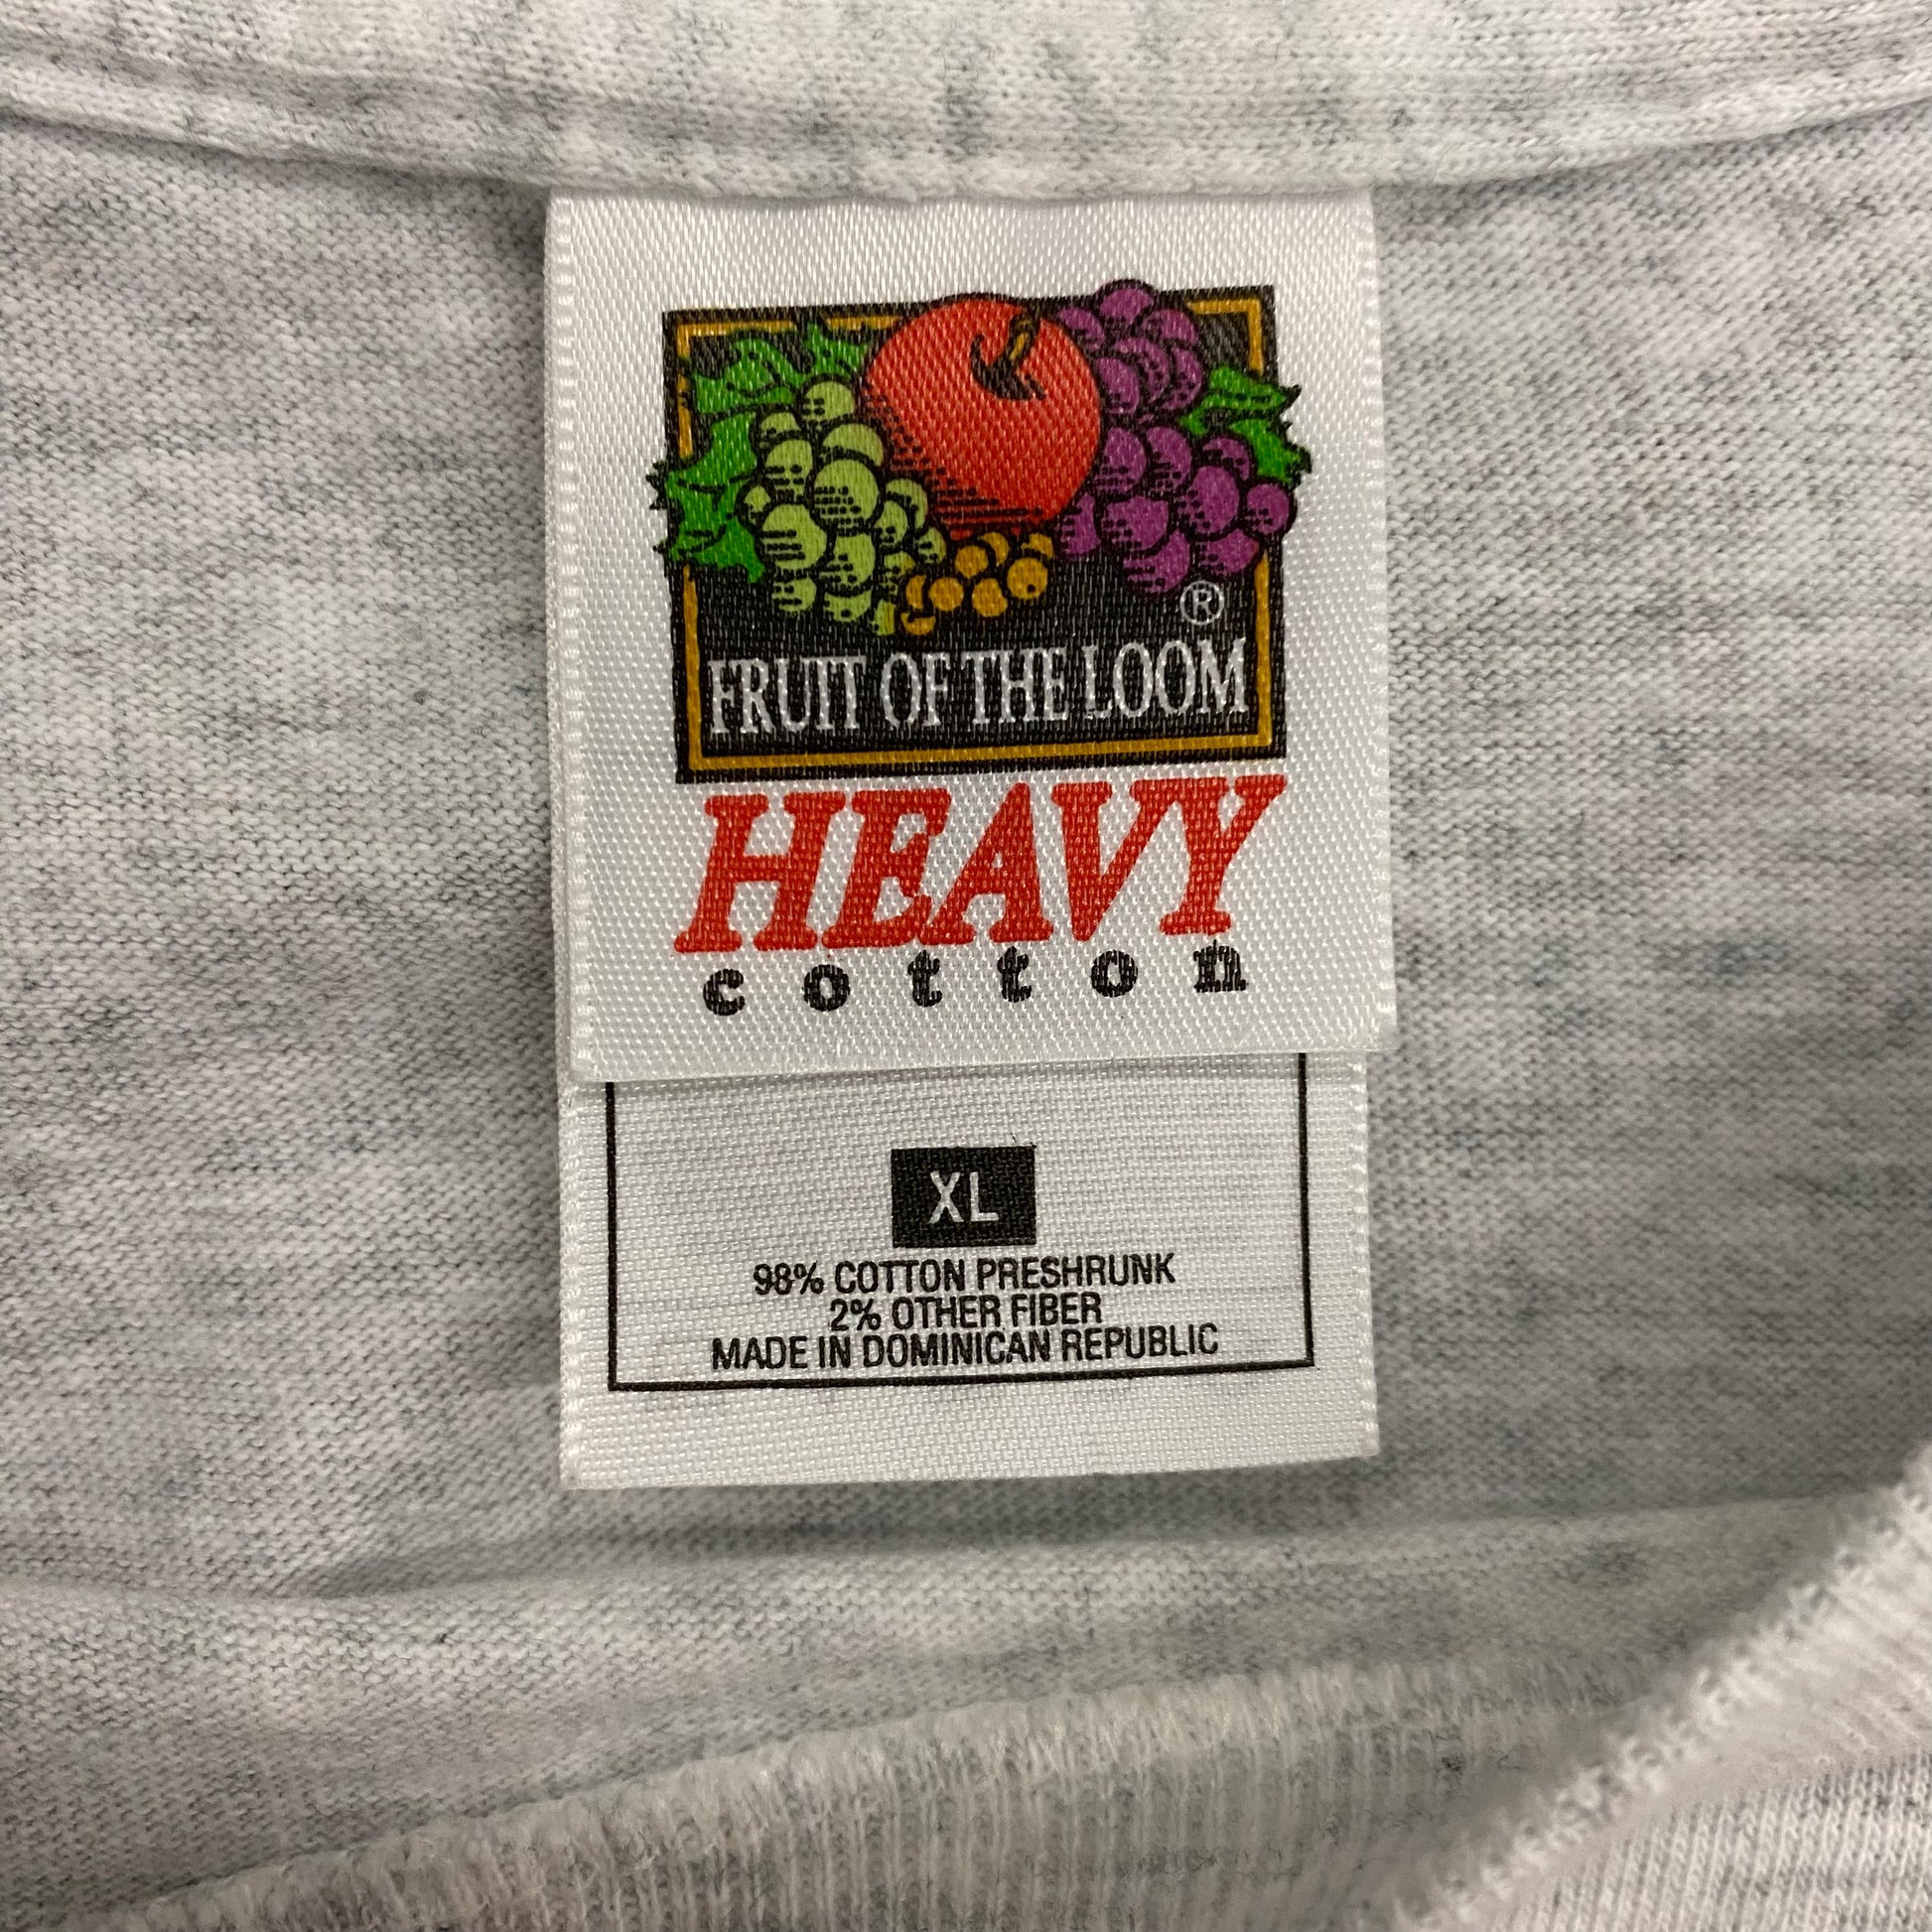 ®
FRUIT OF THE LOOM
HEAVY
cotton
XL
98% COTTON PRESHRUNK
2% OTHER FIBER
MADE IN DOMINICAN REPUBLIC